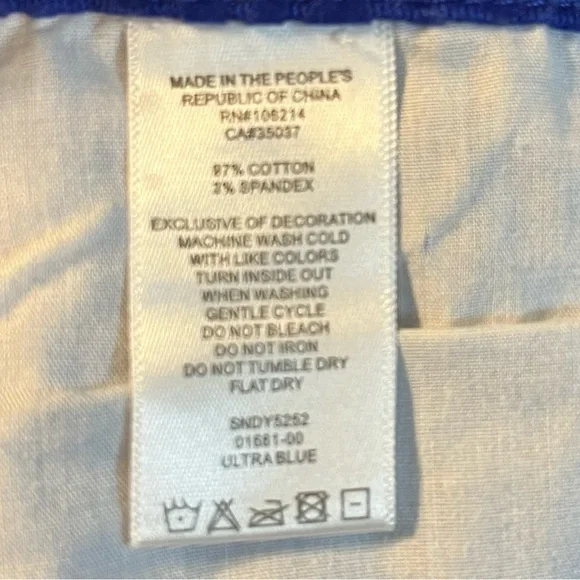 MADE IN THE PEOPLE'S
REPUBLIC OF CHINA
RN#106214
CA#35037
97% COTTON
3% SPANDEX
EXCLUSIVE OF DECORATION
MACHINE WASH COLD
WITH LIKE COLORS
TURN INSIDE OUT
WHEN WASHING
GENTLE CYCLE
DO NOT BLEACH
DO NOT IRON
DO NOT TUMBLE DRY
FLAT DRY
SNDY5252
01681-00
ULTRA BLUE